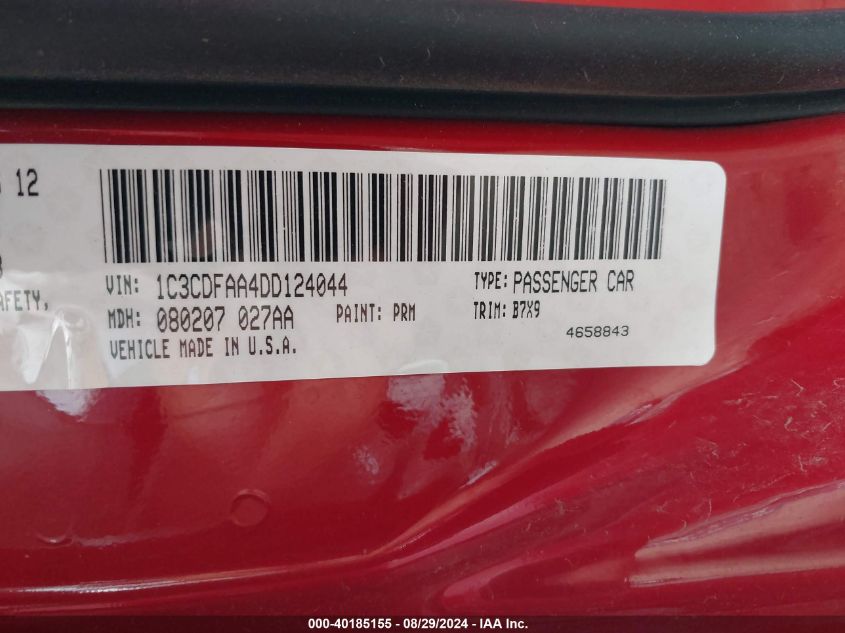 12
VIN: 1C3CDFAA4DD124044 TYPE: PASSENGER CAR
AFETY,
MDH: 080207 027AA PAINT: PRM TRIM: B7X9
VEHICLE MADE IN U.S.A. 4658843
000-40185155 - 08/29/2024 - IAA Inc.